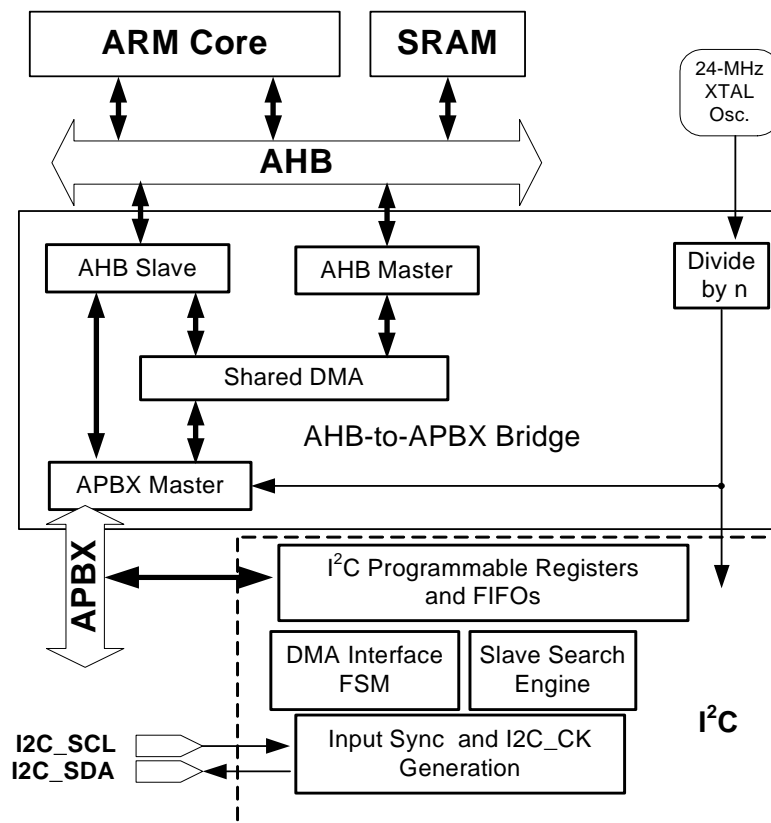 ARM Core
SRAM
24-MHz
XTAL
Osc.
AHB
AHB Slave
AHB Master
Divide
by n
Shared DMA
AHB-to-APBX Bridge
APBX Master
APBX
I²C Programmable Registers
and FIFOs
DMA Interface
FSM
Slave Search
Engine
I²C
I2C_SCL
I2C_SDA
Input Sync and I2C_CK
Generation